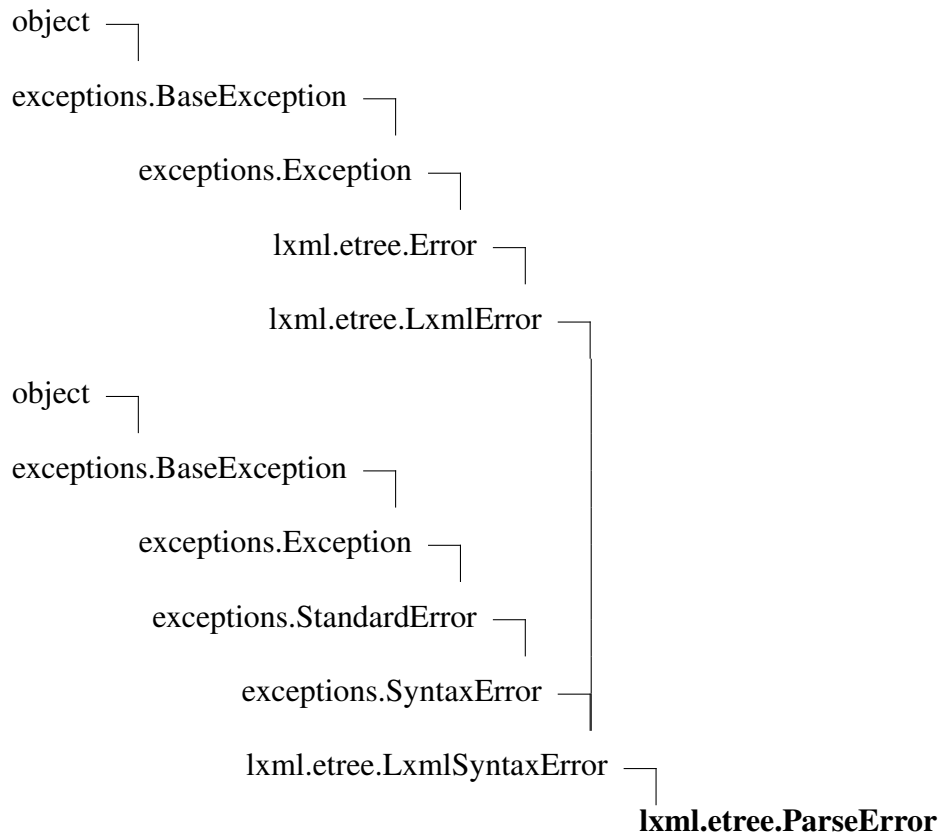 object
exceptions.BaseException
exceptions.Exception
lxml.etree.Error
lxml.etree.LxmlError
object
exceptions.BaseException
exceptions.Exception
exceptions.StandardError
exceptions.SyntaxError
lxml.etree.LxmlSyntaxError
lxml.etree.ParseError